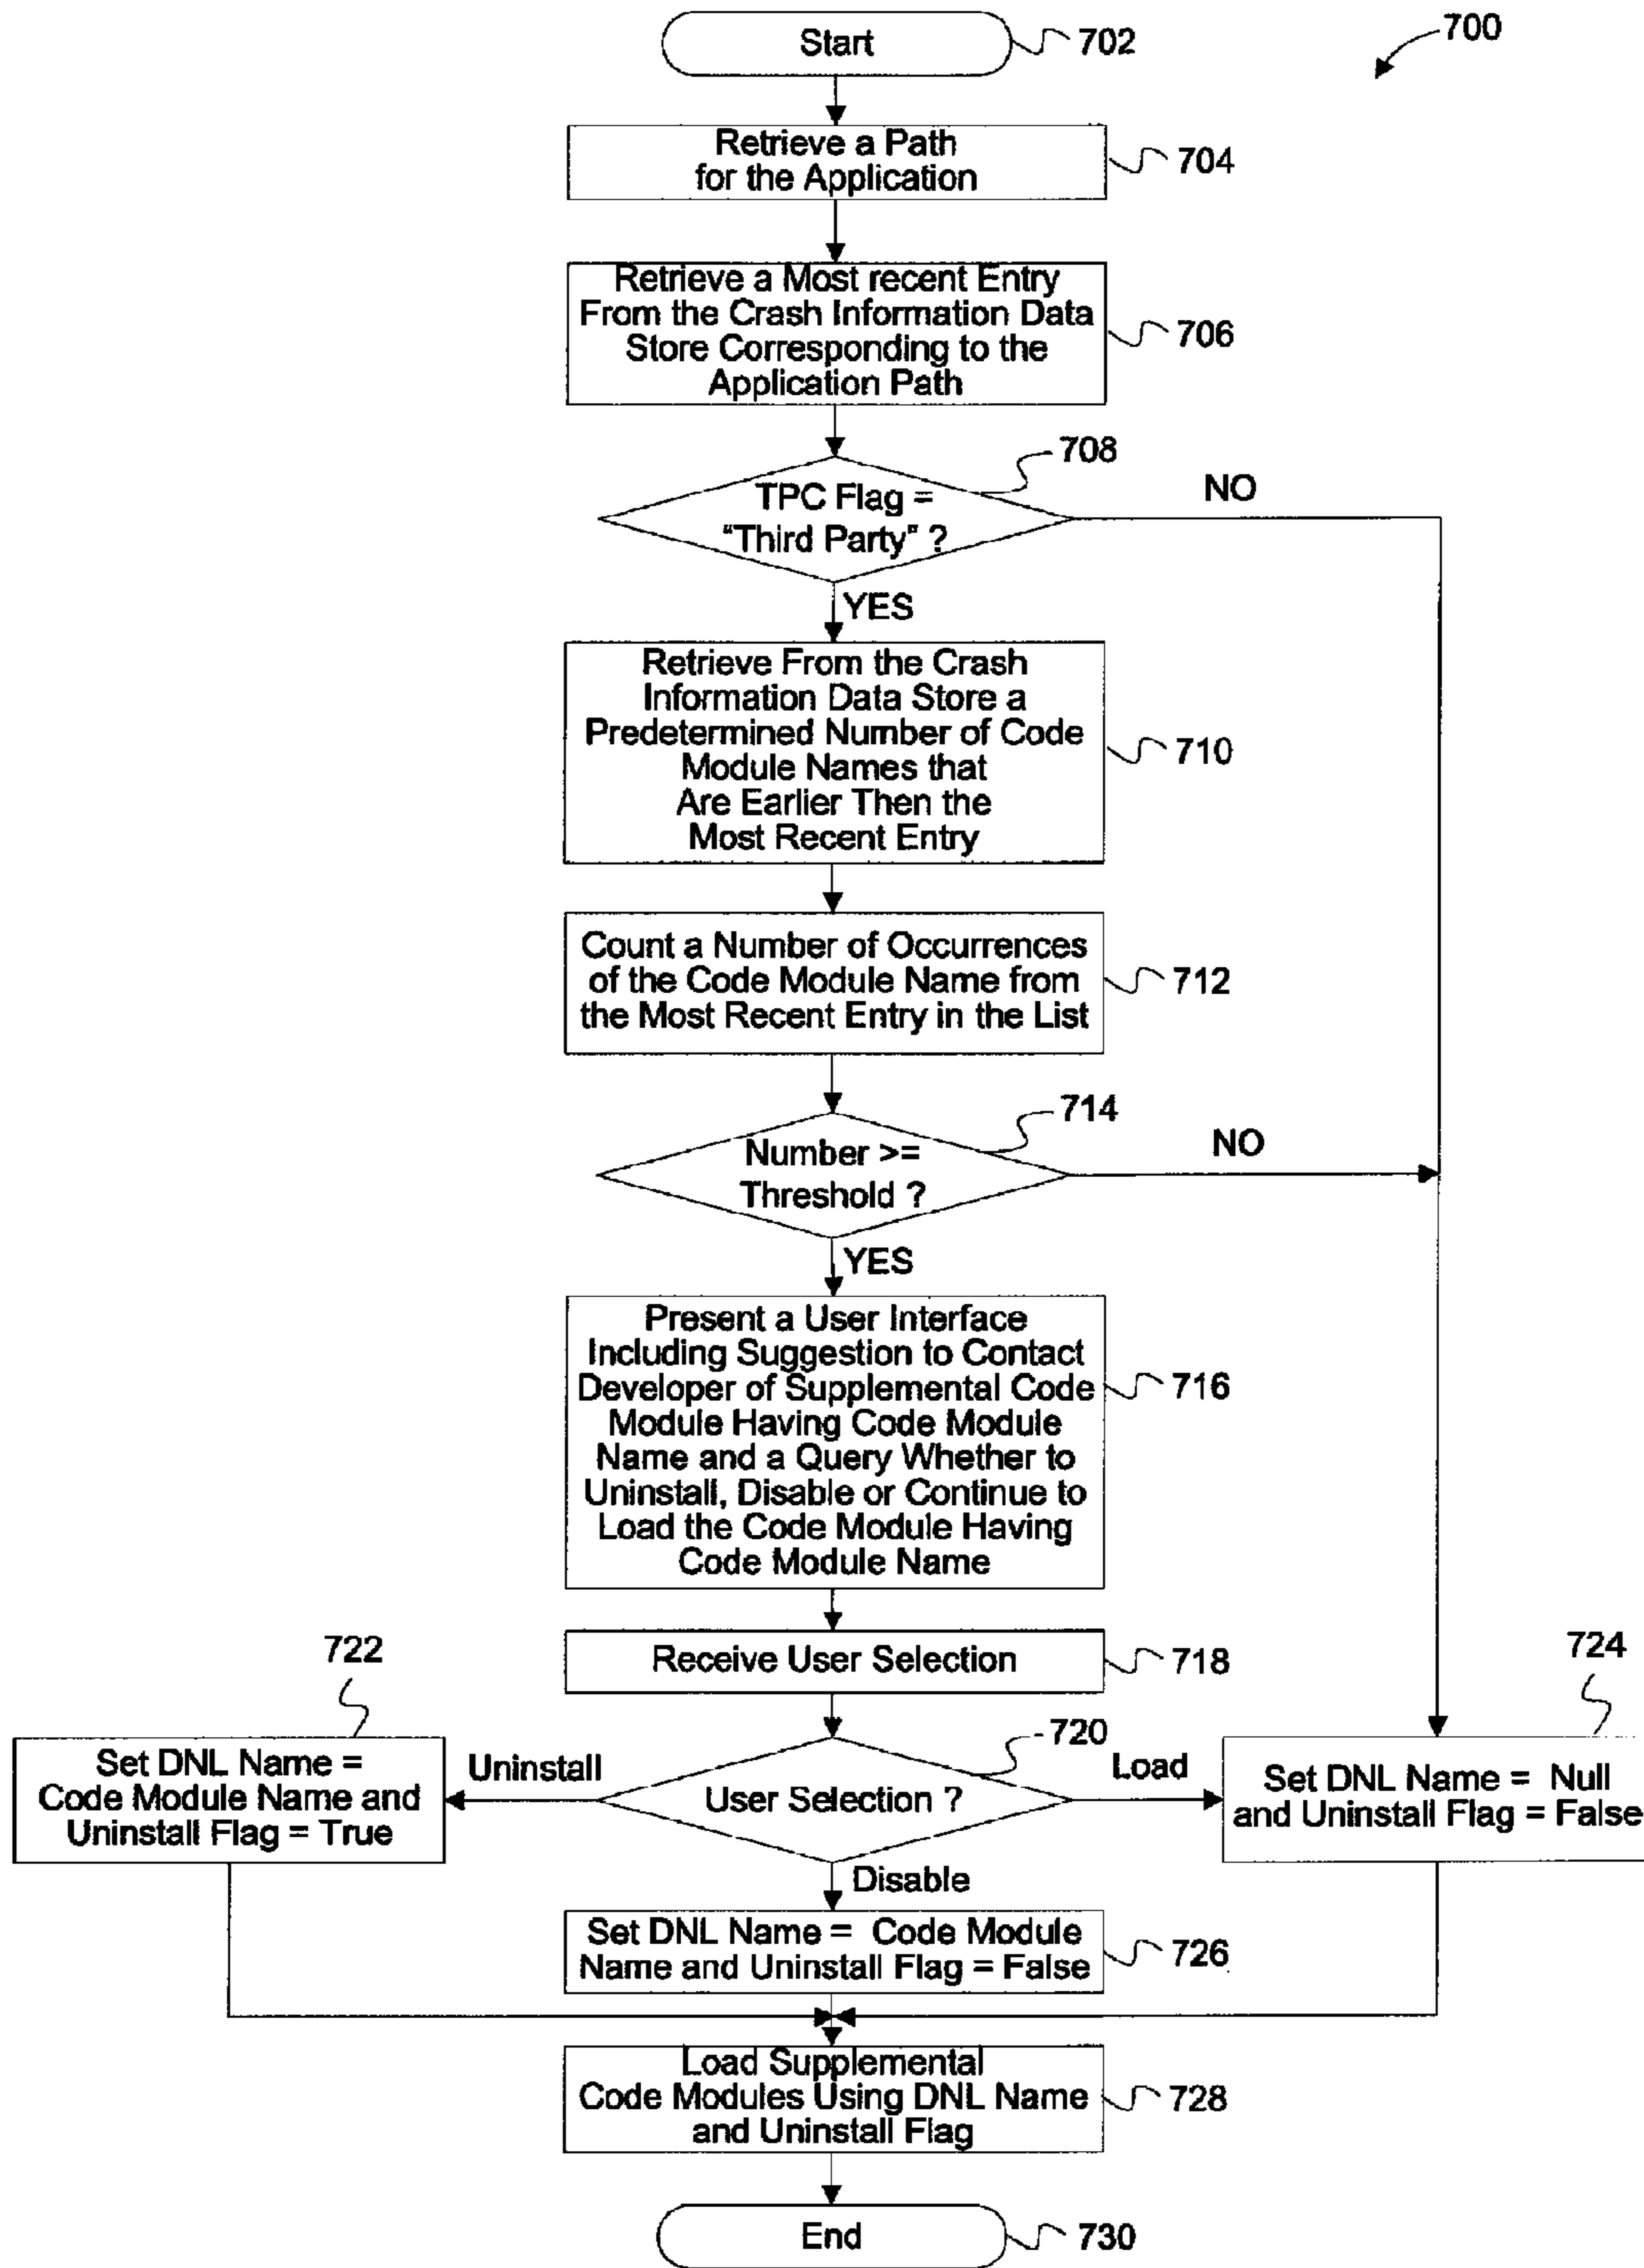 700
Start
702
Retrieve a Path
for the Application
704
Retrieve a Most recent Entry
From the Crash Information Data
Store Corresponding to the
Application Path
706
708
TPC Flag =
"Third Party" ?
NO
YES
Retrieve From the Crash
Information Data Store a
Predetermined Number of Code
Module Names that
Are Earlier Then the
Most Recent Entry
710
Count a Number of Occurrences
of the Code Module Name from
the Most Recent Entry in the List
712
714
Number >=
Threshold ?
NO
YES
Present a User Interface
Including Suggestion to Contact
Developer of Supplemental Code
Module Having Code Module
Name and a Query Whether to
Uninstall, Disable or Continue to
Load the Code Module Having
Code Module Name
716
Receive User Selection
718
720
User Selection ?
Uninstall
Load
Disable
722
Set DNL Name =
Code Module Name and
Uninstall Flag = True
724
Set DNL Name = Null
and Uninstall Flag = False
Set DNL Name = Code Module
Name and Uninstall Flag = False
726
Load Supplemental
Code Modules Using DNL Name
and Uninstall Flag
728
End
730